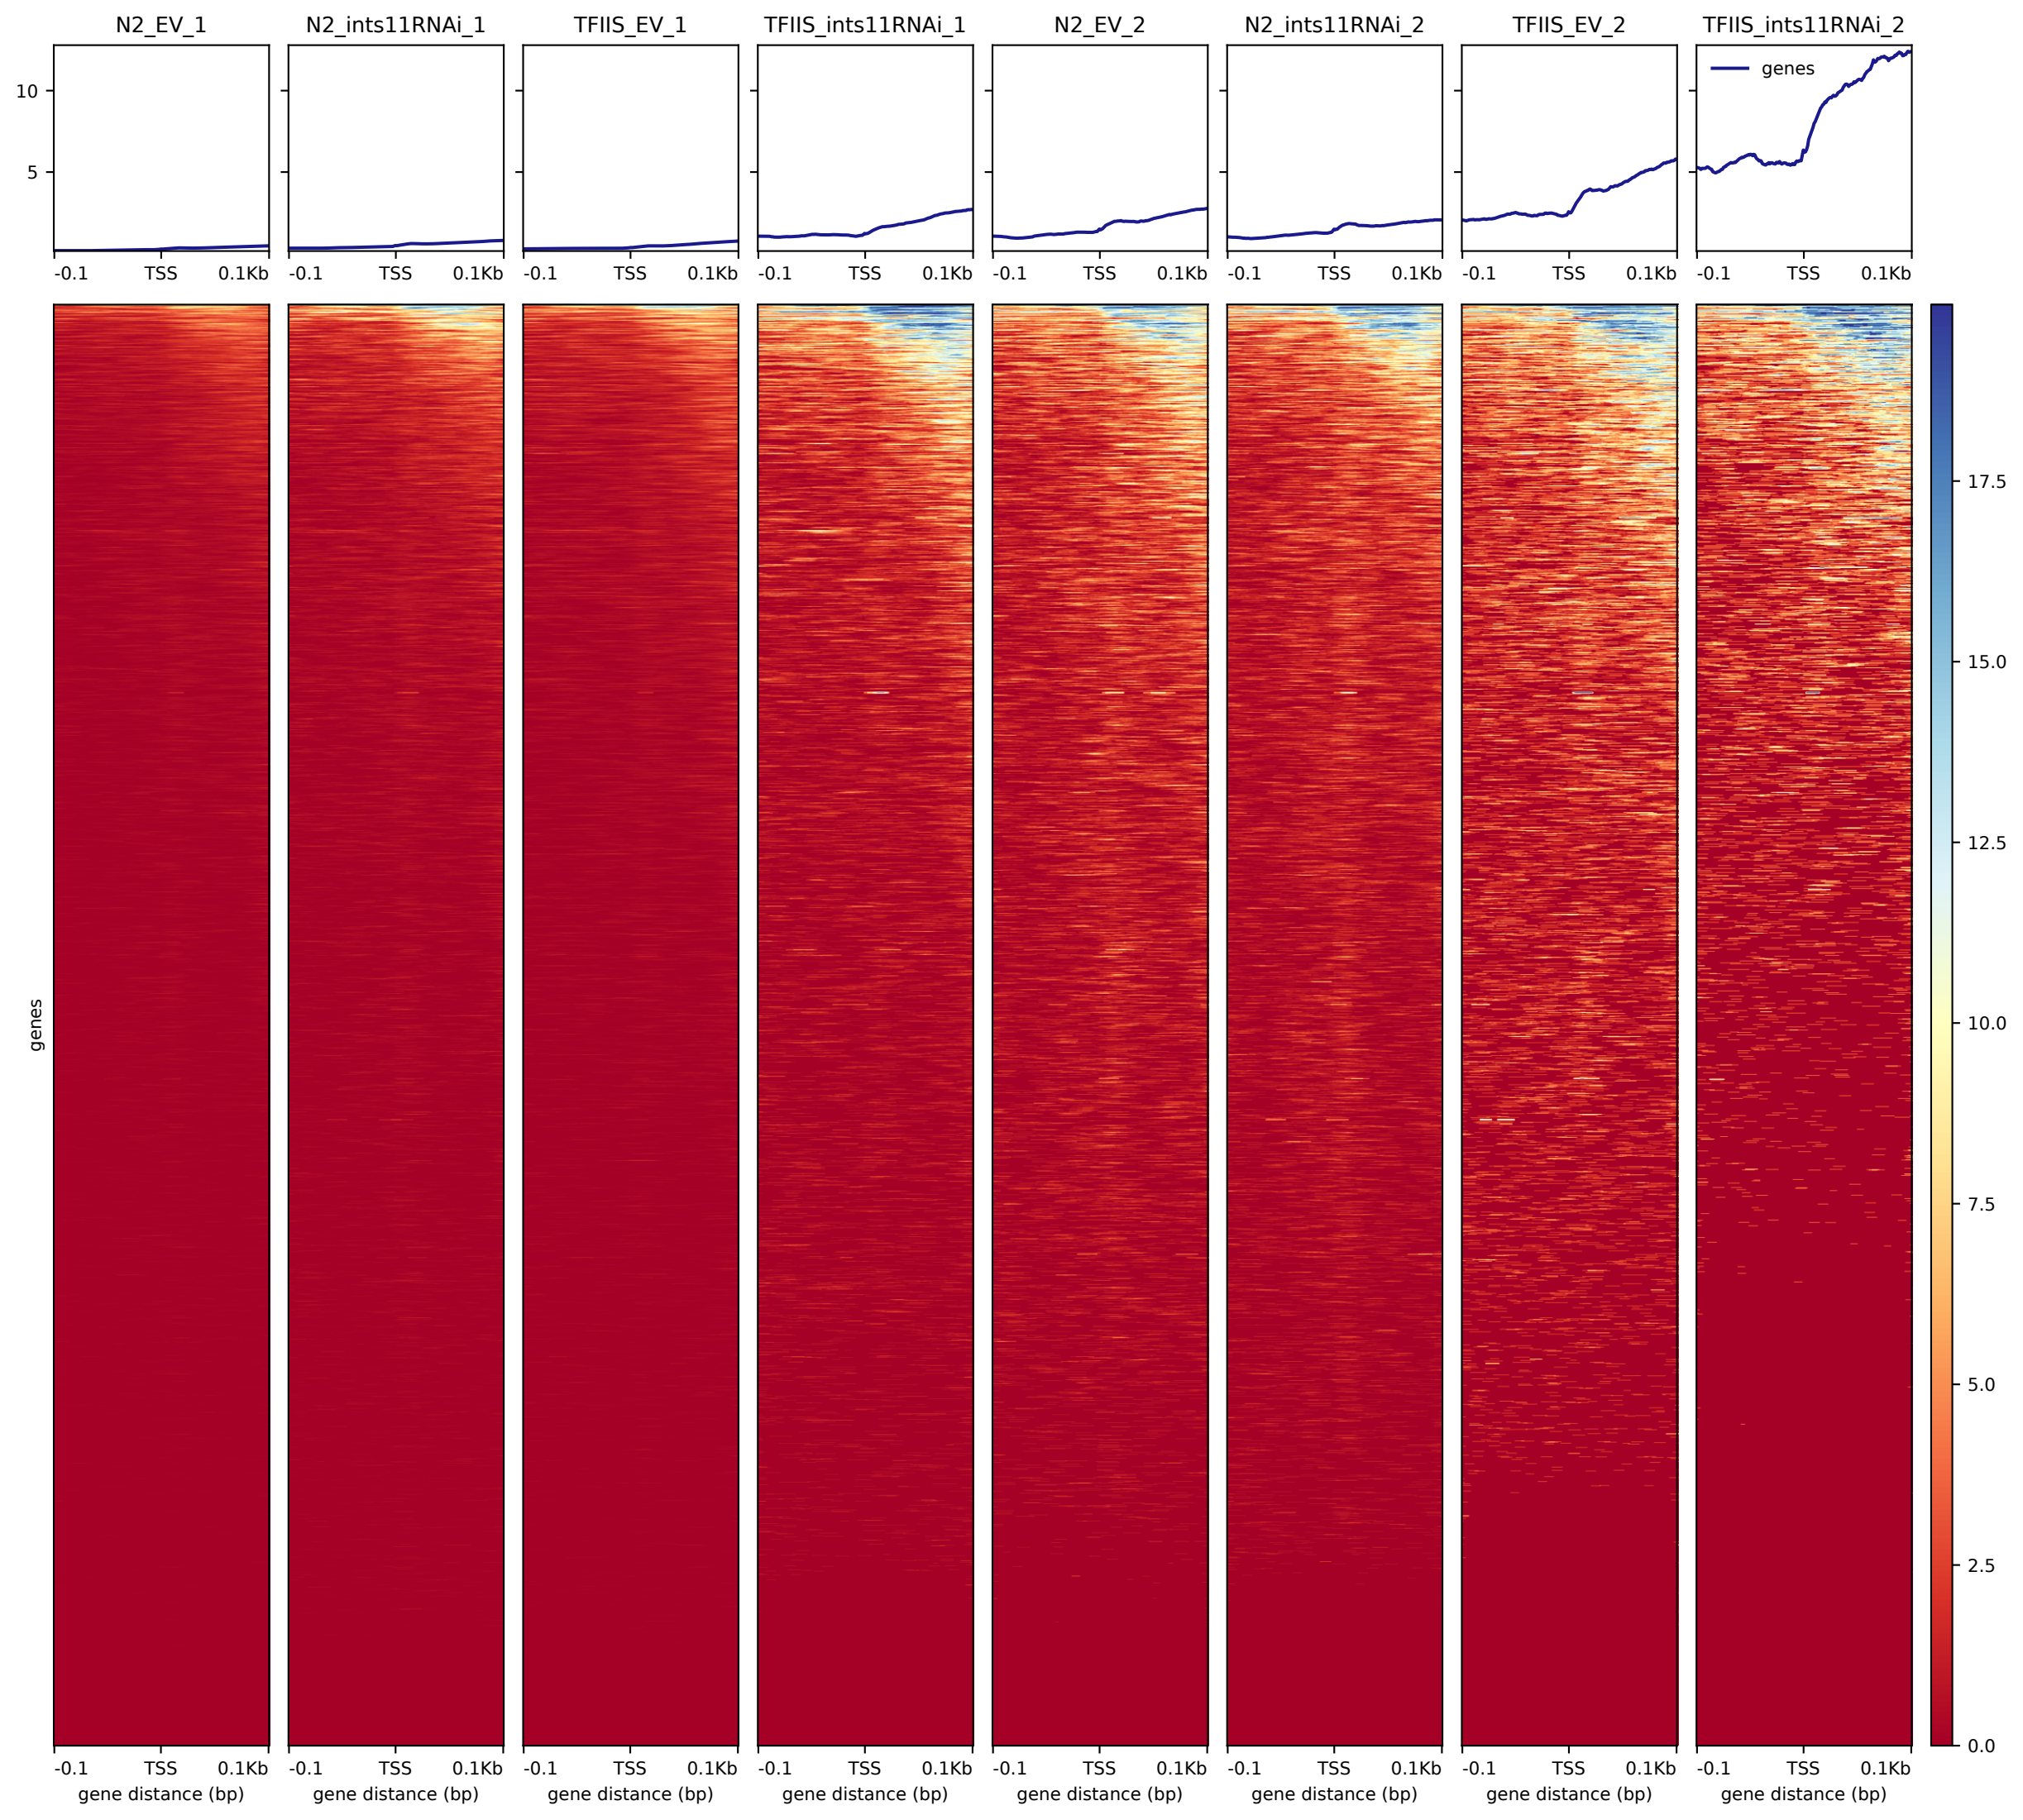 N2_EV_1 N2_ints11RNAi_1 TFIIS_EV_1 TFIIS_ints11RNAi_1 N2_EV_2 N2_ints11RNAi_2 TFIIS_EV_2 TFIIS_ints11RNAi_2
genes
10
5
-0.1 TSS 0.1Kb -0.1 TSS 0.1Kb -0.1 TSS 0.1Kb -0.1 TSS 0.1Kb -0.1 TSS 0.1Kb -0.1 TSS 0.1Kb -0.1 TSS 0.1Kb -0.1 TSS 0.1Kb
genes
17.5
15.0
12.5
10.0
7.5
5.0
2.5
0.0
-0.1 TSS 0.1Kb -0.1 TSS 0.1Kb -0.1 TSS 0.1Kb -0.1 TSS 0.1Kb -0.1 TSS 0.1Kb -0.1 TSS 0.1Kb -0.1 TSS 0.1Kb -0.1 TSS 0.1Kb
gene distance (bp) gene distance (bp) gene distance (bp) gene distance (bp) gene distance (bp) gene distance (bp) gene distance (bp) gene distance (bp)